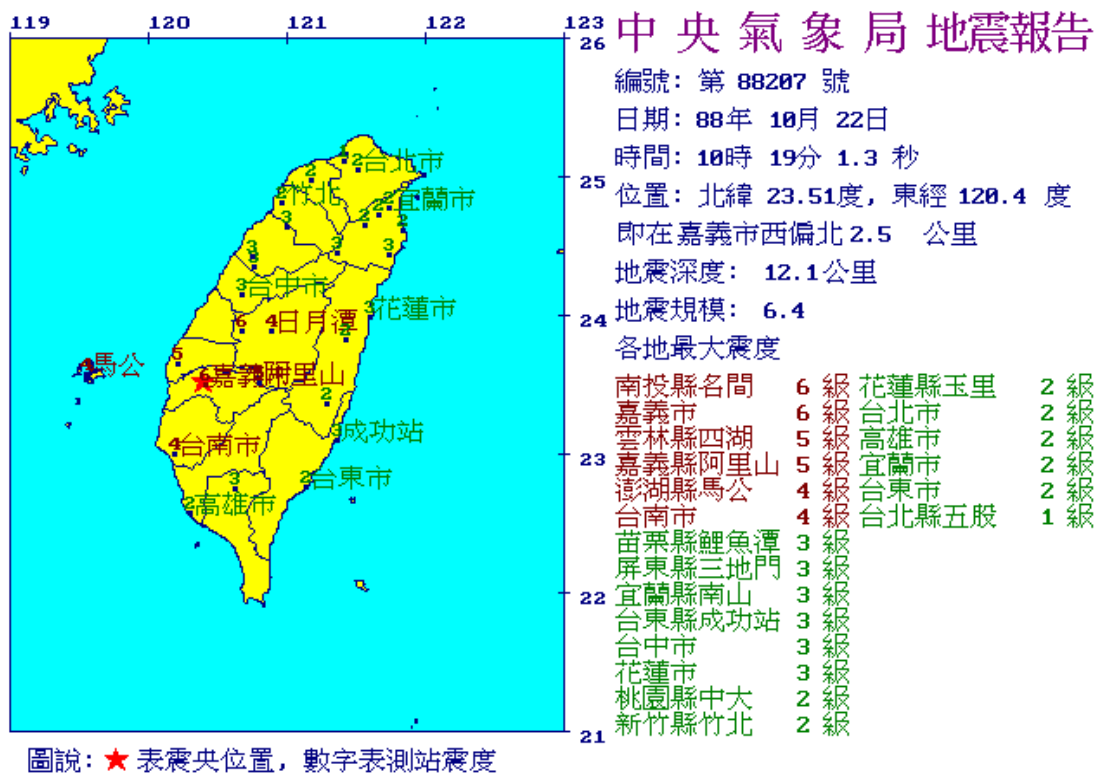 119 120 121 122 123
26
25
24
23
22
21
台北市
竹北
宜蘭市
台中市
花蓮市
日月潭
馬公
嘉義阿里山
成功站
台南市
台東市
高雄市
圖說: ★ 表震央位置, 數字表測站震度
中央氣象局地震報告
編號: 第 88207 號
日期: 88年 10月 22日
時間: 10時 19分 1.3 秒
位置: 北緯 23.51度, 東經 120.4 度
即在嘉義市西偏北 2.5 公里
地震深度: 12.1公里
地震規模: 6.4
各地最大震度
南投縣名間 6 級 花蓮縣玉里 2 級
嘉義市 6 級 台北市 2 級
雲林縣四湖 5 級 高雄市 2 級
嘉義縣阿里山 5 級 宜蘭市 2 級
澎湖縣馬公 4 級 台東市 2 級
台南市 4 級 台北縣五股 1 級
苗栗縣鯉魚潭 3 級
屏東縣三地門 3 級
宜蘭縣南山 3 級
台東縣成功站 3 級
台中市 3 級
花蓮市 3 級
桃園縣中大 2 級
新竹縣竹北 2 級